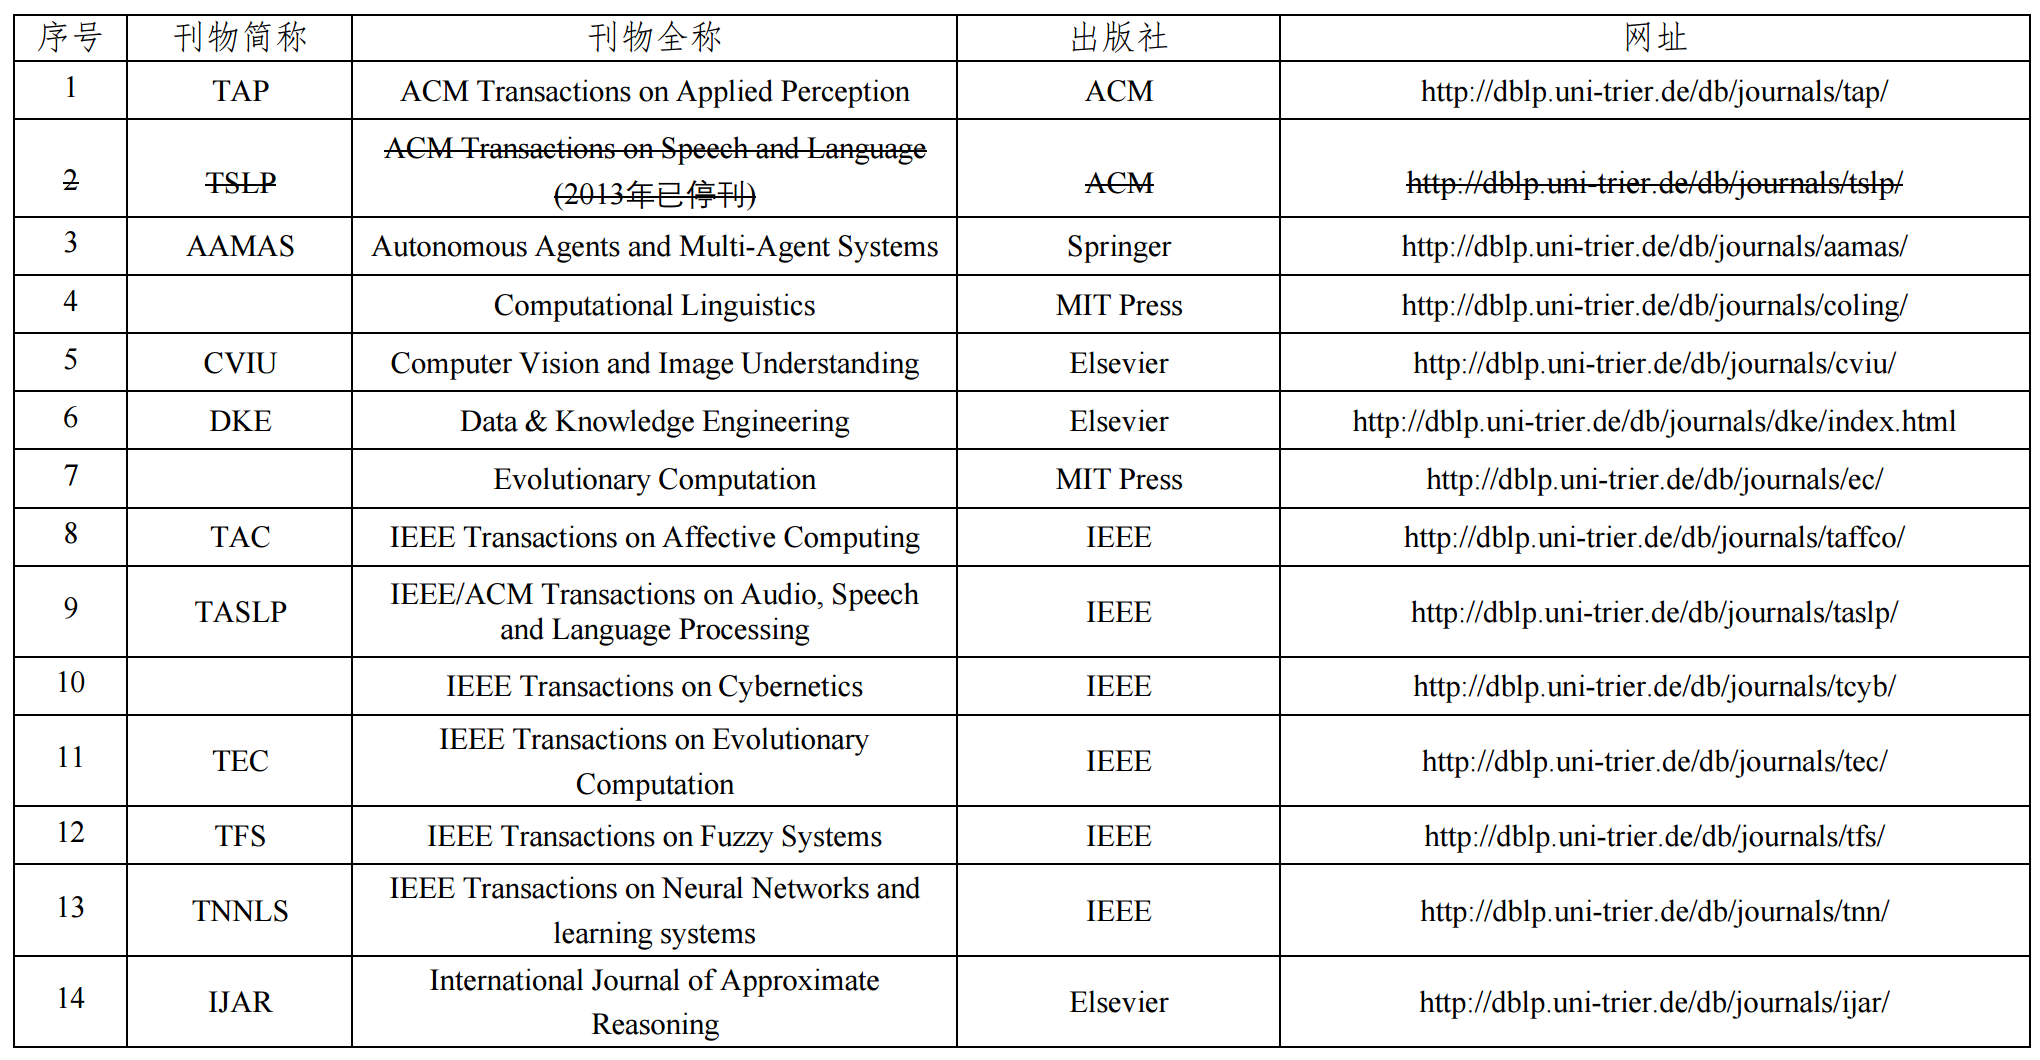 序号 刊物简称 刊物全称 出版社 网址
1 TAP ACM Transactions on Applied Perception ACM http://dblp.uni-trier.de/db/journals/tap/
2 TSLP ACM Transactions on Speech and Language ACM http://dblp.uni-trier.de/db/journals/tslp/
(2013年已停刊)
3 AAMAS Autonomous Agents and Multi-Agent Systems Springer http://dblp.uni-trier.de/db/journals/aamas/
4 Computational Linguistics MIT Press http://dblp.uni-trier.de/db/journals/coling/
5 CVIU Computer Vision and Image Understanding Elsevier http://dblp.uni-trier.de/db/journals/cviu/
6 DKE Data & Knowledge Engineering Elsevier http://dblp.uni-trier.de/db/journals/dke/index.html
7 Evolutionary Computation MIT Press http://dblp.uni-trier.de/db/journals/ec/
8 TAC IEEE Transactions on Affective Computing IEEE http://dblp.uni-trier.de/db/journals/taffco/
9 TASLP IEEE/ACM Transactions on Audio, Speech IEEE http://dblp.uni-trier.de/db/journals/taslp/
and Language Processing
10 IEEE Transactions on Cybernetics IEEE http://dblp.uni-trier.de/db/journals/tcyb/
11 TEC IEEE Transactions on Evolutionary IEEE http://dblp.uni-trier.de/db/journals/tec/
Computation
12 TFS IEEE Transactions on Fuzzy Systems IEEE http://dblp.uni-trier.de/db/journals/tfs/
13 TNNLS IEEE Transactions on Neural Networks and IEEE http://dblp.uni-trier.de/db/journals/tnn/
learning systems
14 IJAR International Journal of Approximate Elsevier http://dblp.uni-trier.de/db/journals/ijar/
Reasoning